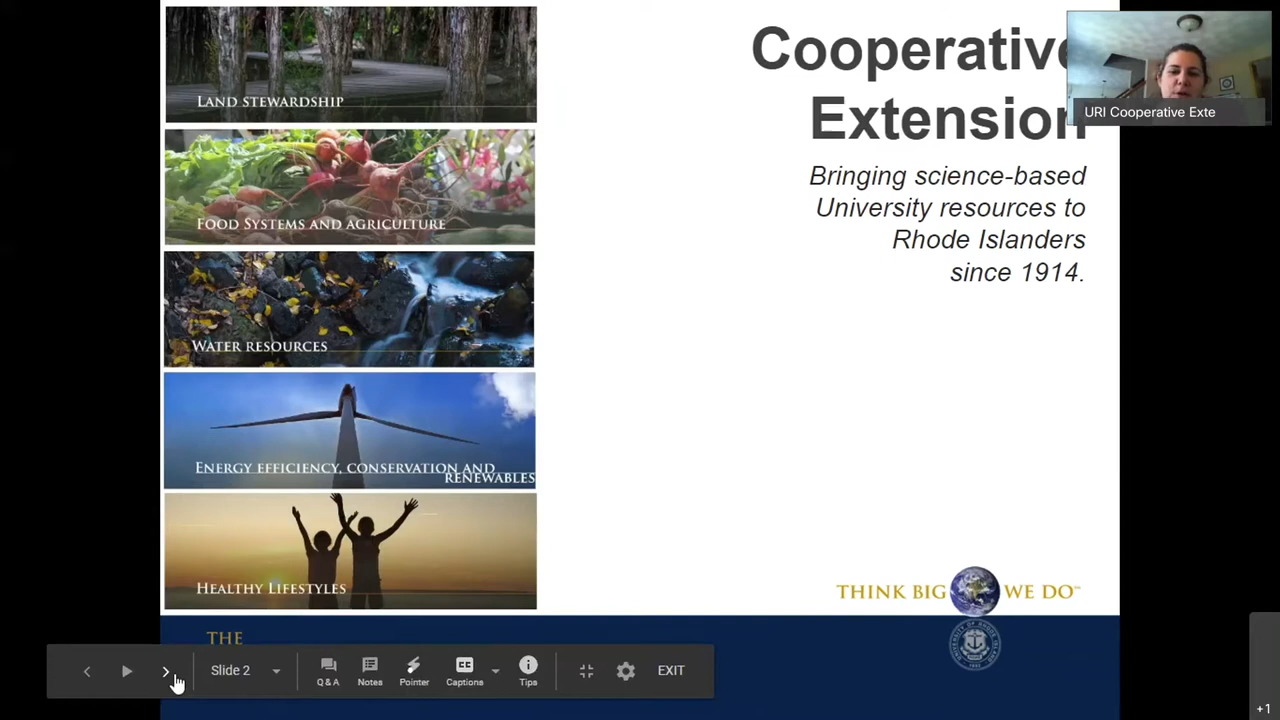 LAND STEWARDSHIP
FOOD SYSTEMS AND AGRICULTURE
WATER RESOURCES
ENERGY EFFICIENCY, CONSERVATION AND
RENEWABLES
HEALTHY LIFESTYLES
Cooperative
Extension
Bringing science-based
University resources to
Rhode Islanders
since 1914.
URI Cooperative Exte
THINK BIG WE DO™
THE
Slide 2
Q & A
Notes
Pointer
Captions
Tips
EXIT
+1